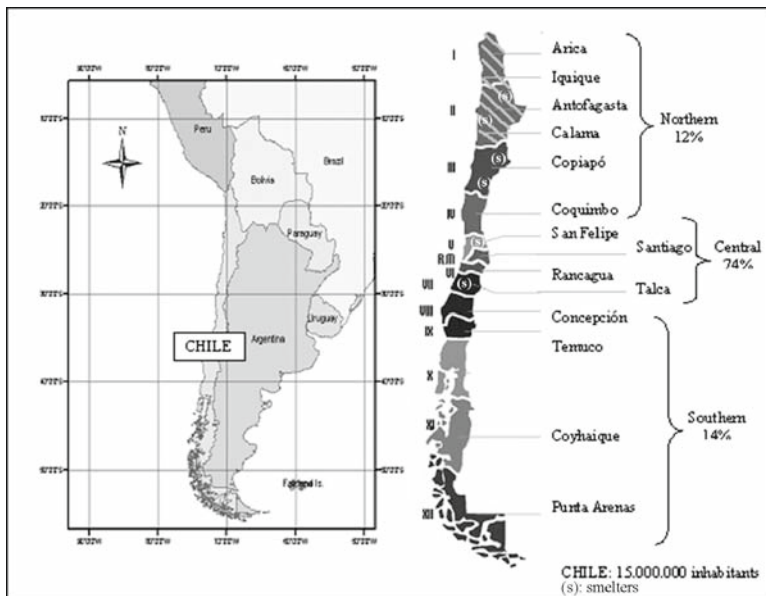 N
Peru
Brazil
Bolivia
Paraguay
Uruguay
Argentina
CHILE
I
II
III
IV
V
R.M
VI
VII
VIII
IX
X
XI
XII
(s)
(s)
(s)
(s)
(s)
(s)
Arica
Iquique
Antofagasta
Calama
Copiapó
Coquimbo
San Felipe
Santiago
Rancagua
Talca
Concepción
Temuco
Coyhaique
Punta Arenas
Northern
12%
Central
74%
Southern
14%
CHILE: 15.000.000 inhabitants
(s): smelters